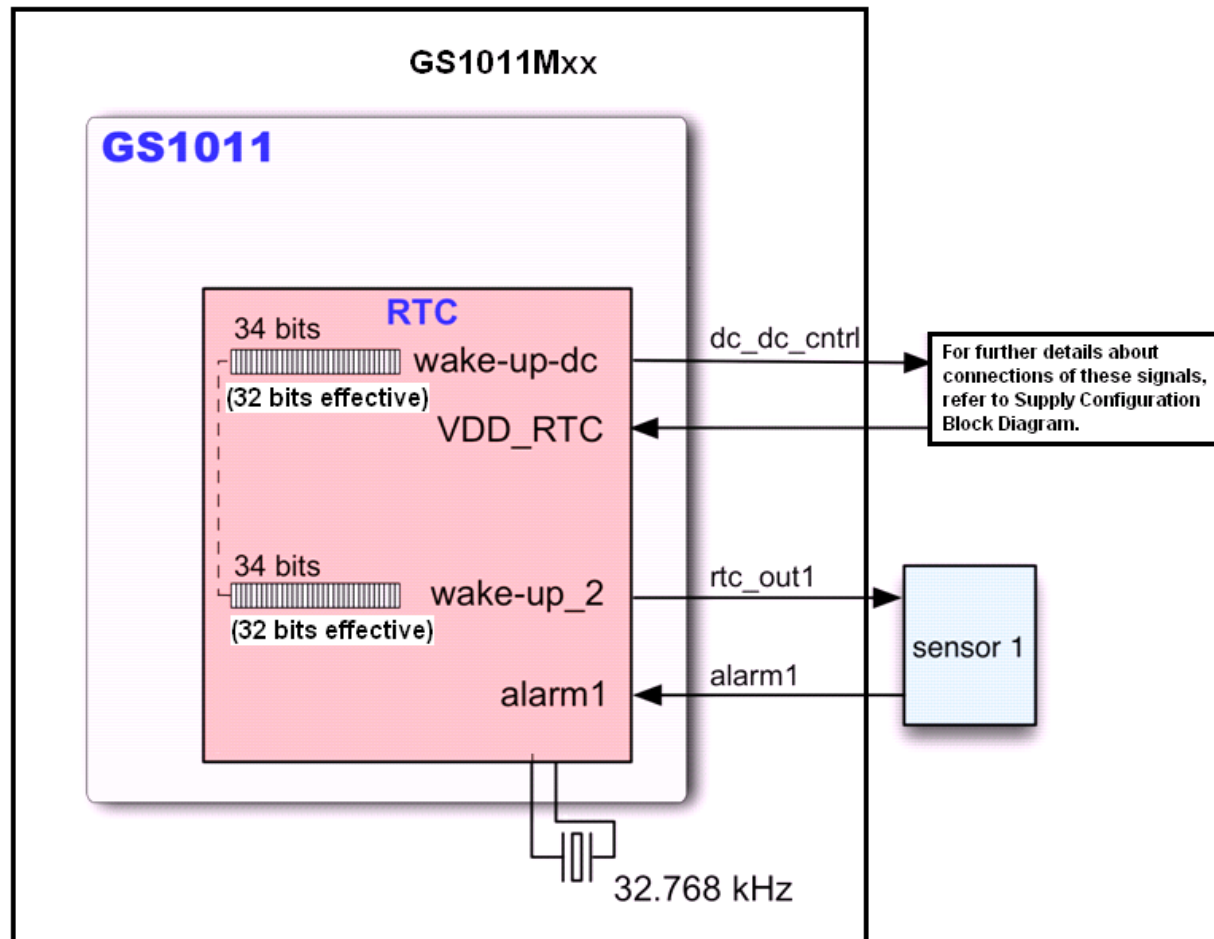 GS1011Mxx
GS1011
RTC
34 bits
wake-up-dc
(32 bits effective)
VDD_RTC
34 bits
wake-up_2
(32 bits effective)
alarm1
dc_dc_cntrl
rtc_out1
alarm1
For further details about
connections of these signals,
refer to Supply Configuration
Block Diagram.
sensor 1
32.768 kHz